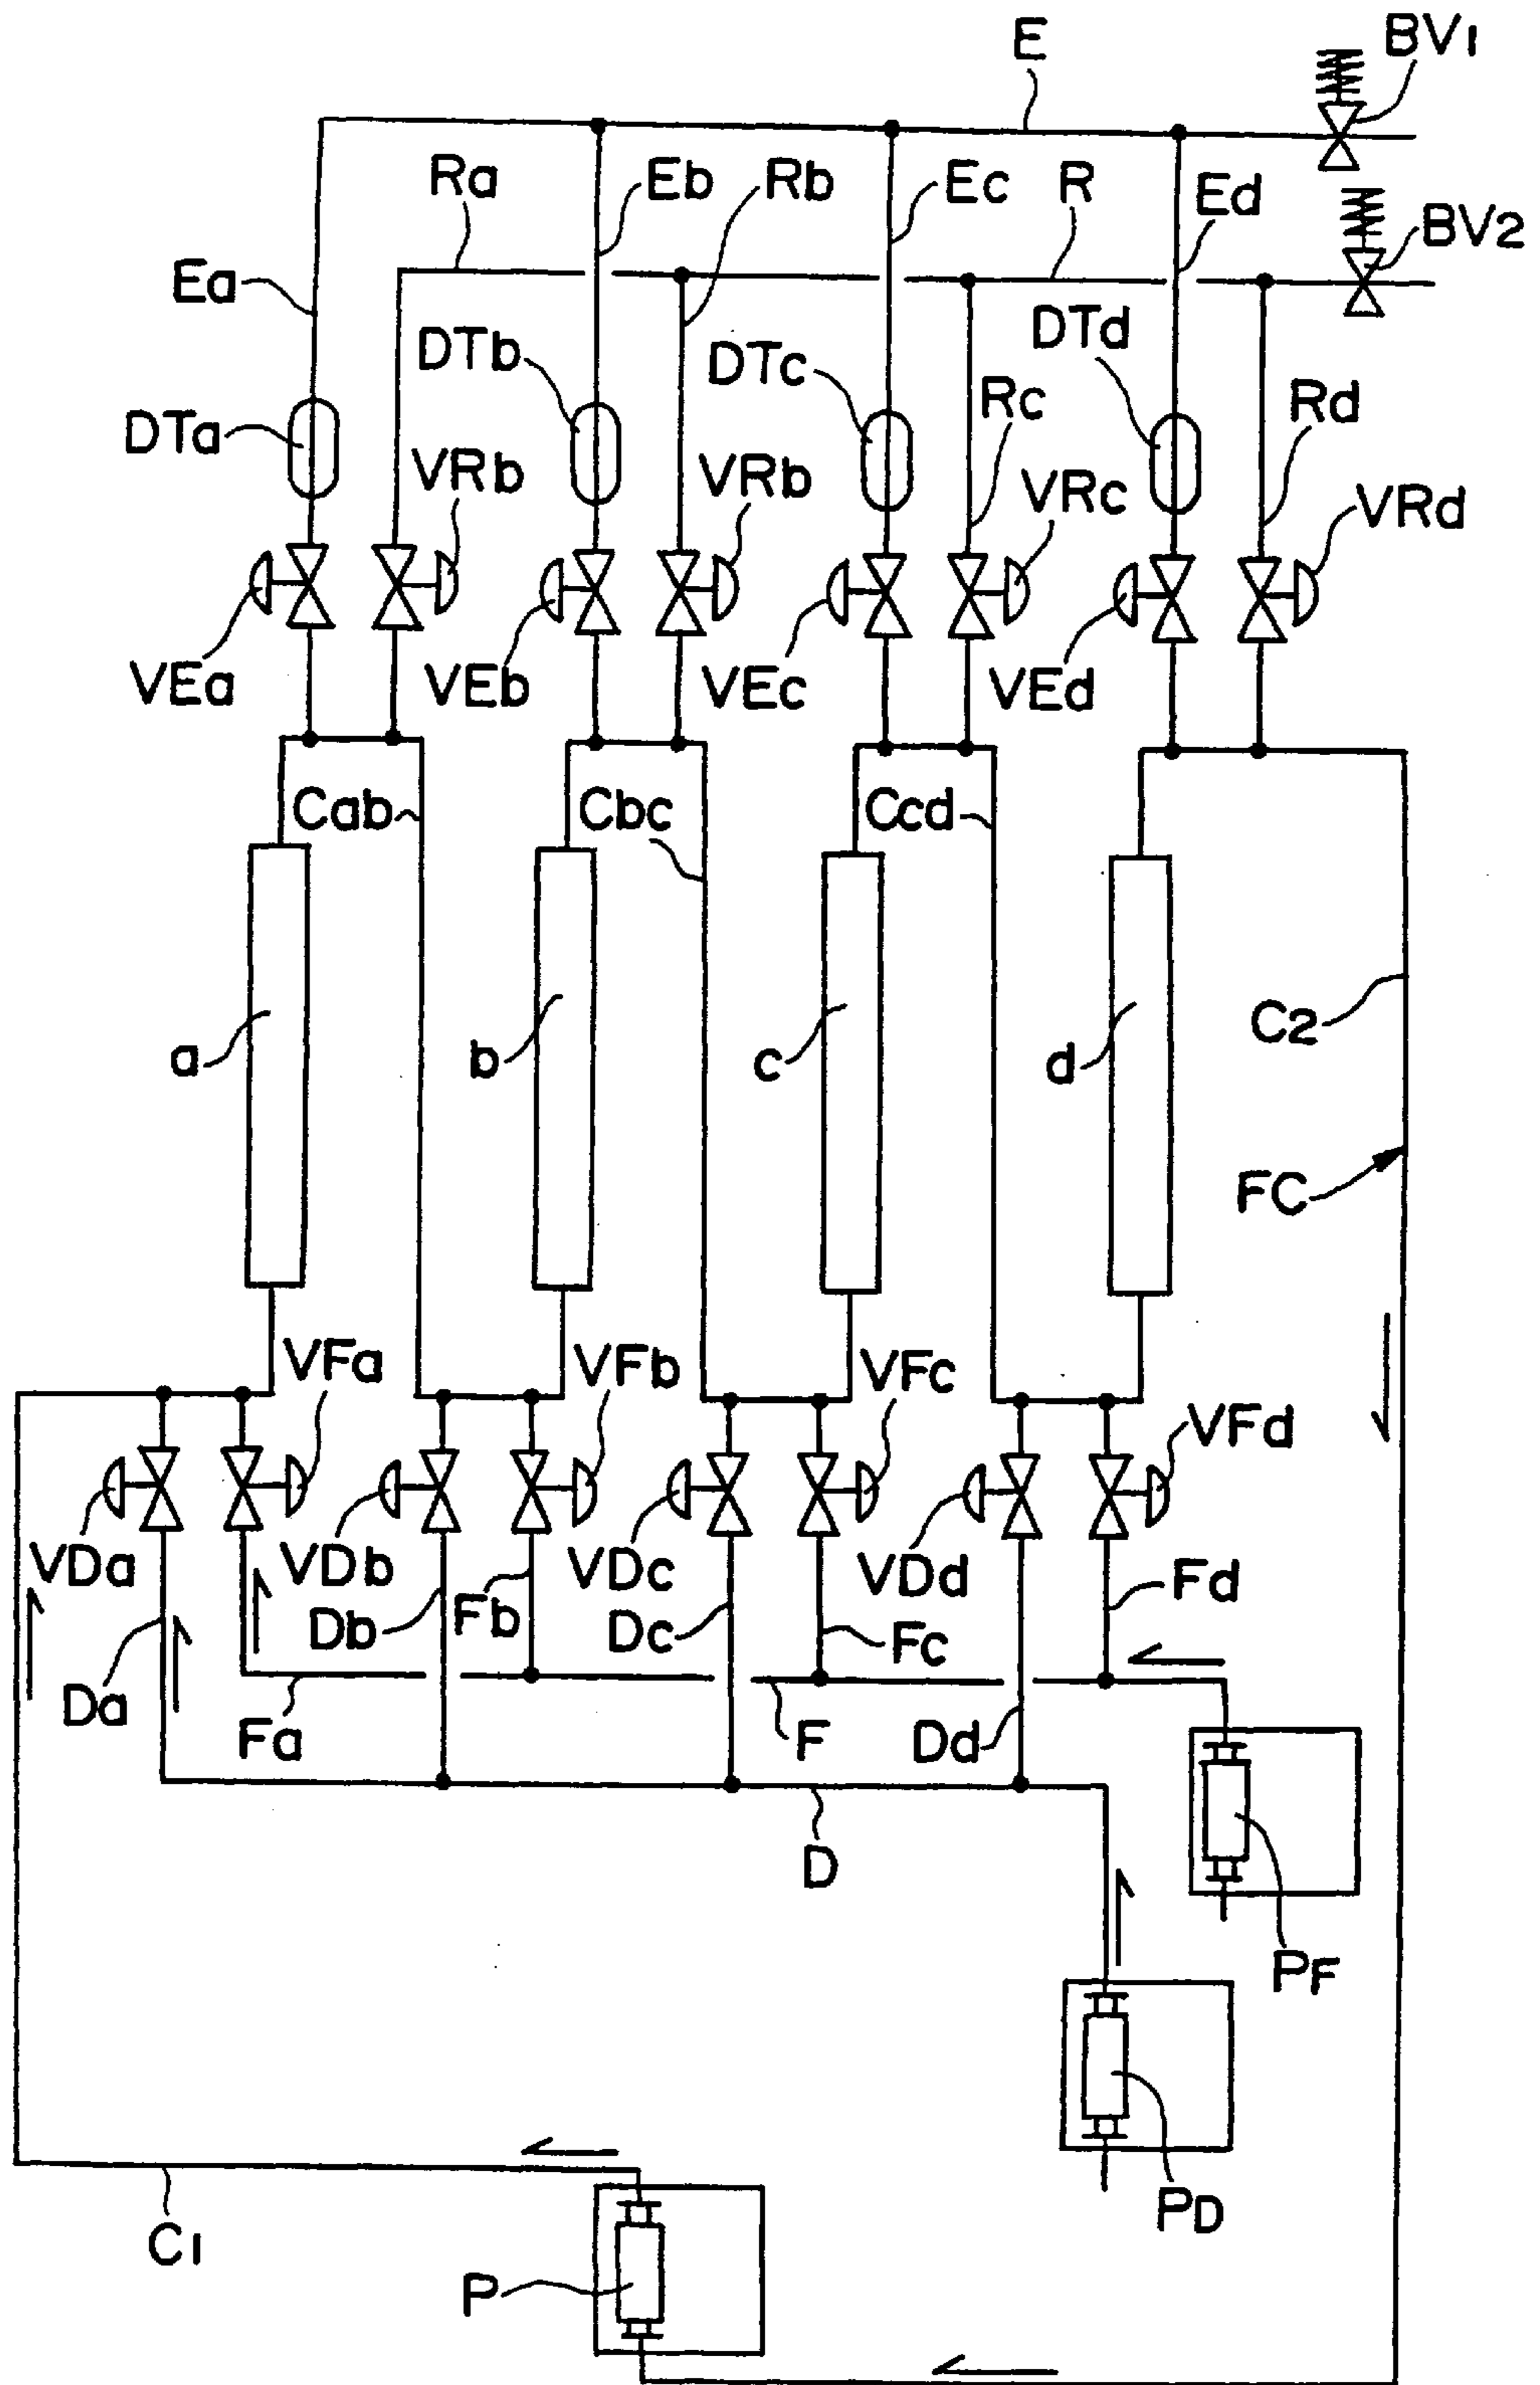 E
BV1
Ra
Eb
Rb
Ec
R
Ed
BV2
Ea
DTb
DTc
DTd
DTa
VRb
VRb
Rc
VRc
Rd
VRd
VEa
VEb
VEc
VEd
Cab
Cbc
Ccd
a
b
c
d
C2
FC
VFa
VFb
VFc
VFd
VDa
VDb
VDc
VDd
Da
Db
Fb
Dc
Fc
Fd
Fa
F
Dd
D
PF
PD
C1
P